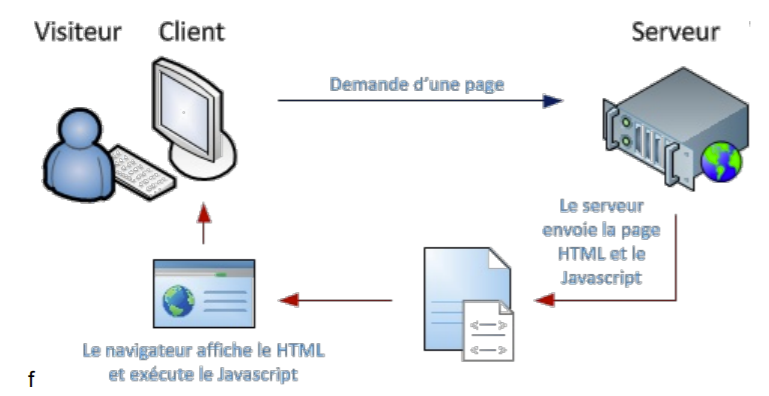 Visiteur Client Serveur
Demande d'une page
Le serveur
envoie la page
HTML et le
Javascript
<—>
<—>
Le navigateur affiche le HTML
et exécute le Javascript
f